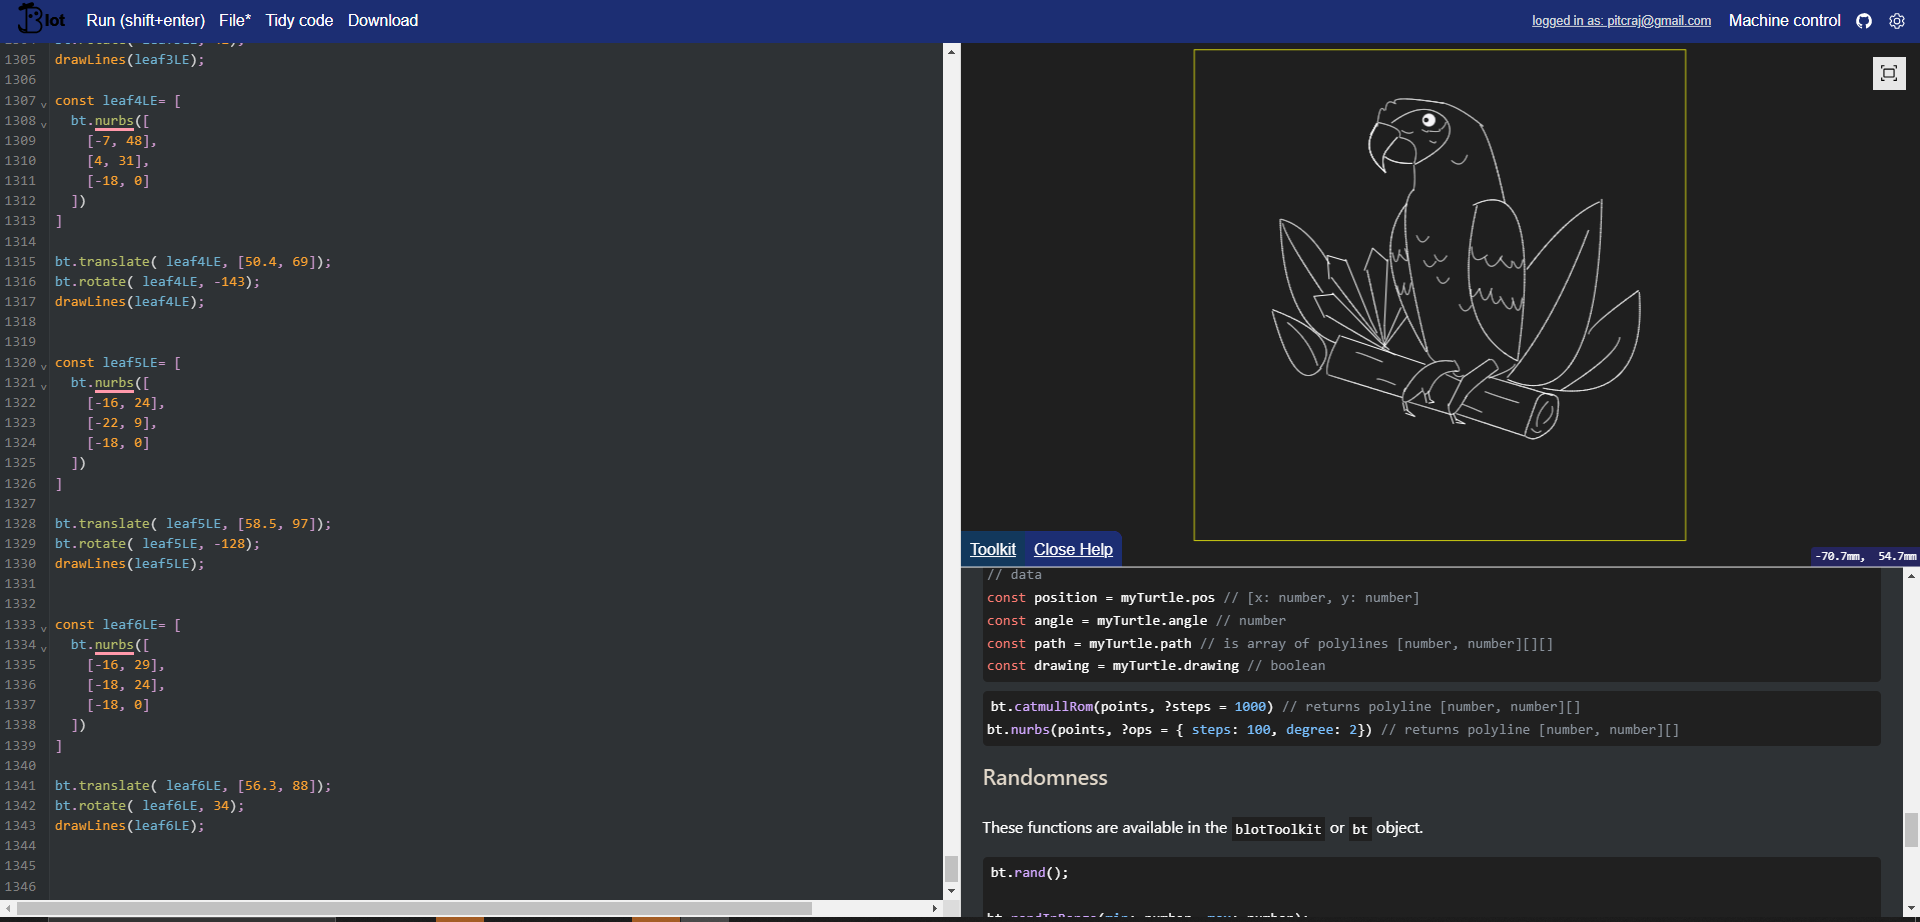 Blot Run (shift+enter) File* Tidy code Download logged in as: pitcraj@gmail.com Machine control
1305 drawLines(leaf3LE);
1306
1307 const leaf4LE= [
1308 bt.nurbs([
1309 [-7, 48],
1310 [4, 31],
1311 [-18, 0]
1312 ])
1313 ]
1314
1315 bt.translate( leaf4LE, [50.4, 69]);
1316 bt.rotate( leaf4LE, -143);
1317 drawLines(leaf4LE);
1318
1319
1320 const leaf5LE= [
1321 bt.nurbs([
1322 [-16, 24],
1323 [-22, 9],
1324 [-18, 0]
1325 ])
1326 ]
1327
1328 bt.translate( leaf5LE, [58.5, 97]);
1329 bt.rotate( leaf5LE, -128);
1330 drawLines(leaf5LE);
1331
1332
1333 const leaf6LE= [
1334 bt.nurbs([
1335 [-16, 29],
1336 [-18, 24],
1337 [-18, 0]
1338 ])
1339 ]
1340
1341 bt.translate( leaf6LE, [56.3, 88]);
1342 bt.rotate( leaf6LE, 34);
1343 drawLines(leaf6LE);
1344
1345
1346
Toolkit Close Help
-70.7mm, 54.7mm
// data
const position = myTurtle.pos // [x: number, y: number]
const angle = myTurtle.angle // number
const path = myTurtle.path // is array of polylines [number, number][][]
const drawing = myTurtle.drawing // boolean
bt.catmullRom(points, ?steps = 1000) // returns polyline [number, number][]
bt.nurbs(points, ?ops = { steps: 100, degree: 2}) // returns polyline [number, number][]
Randomness
These functions are available in the blotToolkit or bt object.
bt.rand();